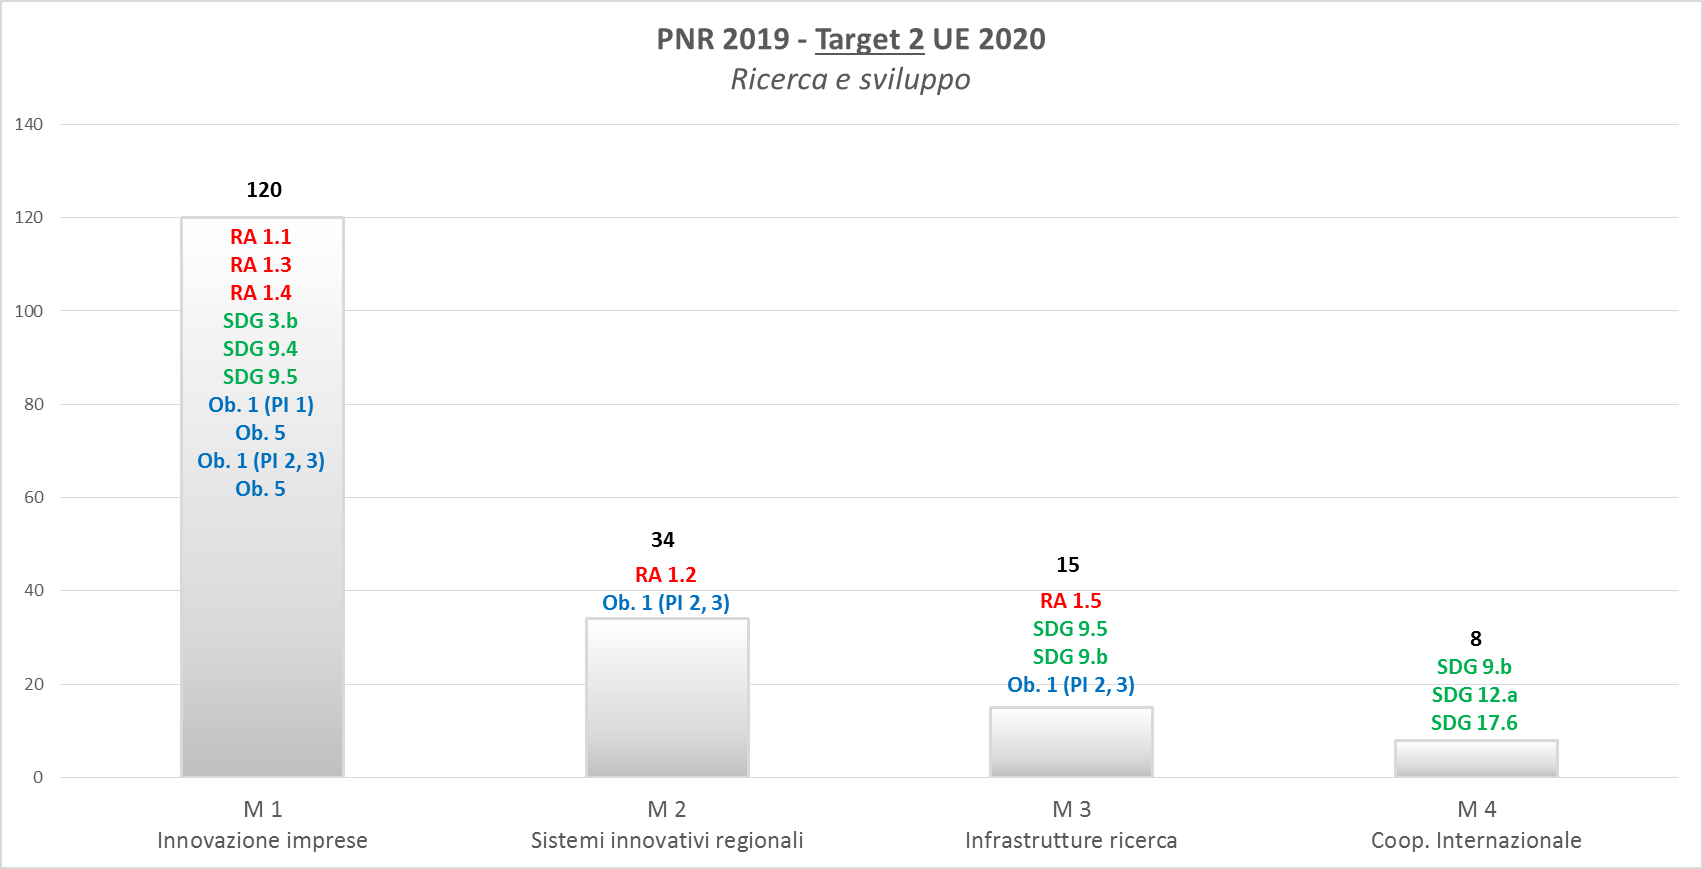 PNR 2019 - Target 2 UE 2020
Ricerca e sviluppo
140
120
100
80
60
40
20
0
120
RA 1.1
RA 1.3
RA 1.4
SDG 3.b
SDG 9.4
SDG 9.5
Ob. 1 (PI 1)
Ob. 5
Ob. 1 (PI 2, 3)
Ob. 5
34
RA 1.2
Ob. 1 (PI 2, 3)
15
RA 1.5
SDG 9.5
SDG 9.b
Ob. 1 (PI 2, 3)
8
SDG 9.b
SDG 12.a
SDG 17.6
M 1
Innovazione imprese
M 2
Sistemi innovativi regionali
M 3
Infrastrutture ricerca
M 4
Coop. Internazionale